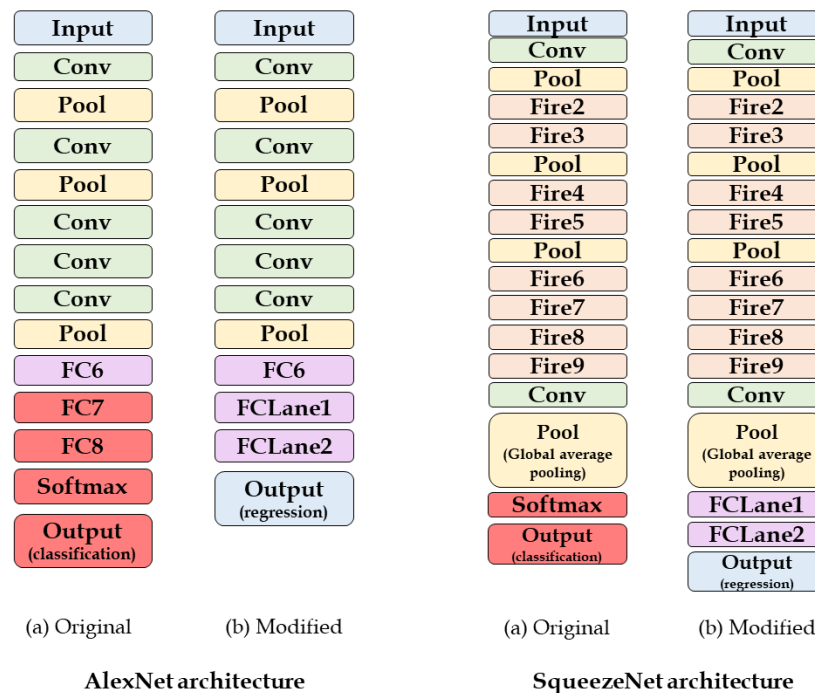 Input
Conv
Pool
Conv
Pool
Conv
Conv
Conv
Pool
FC6
FC7
FC8
Softmax
Output
(classification)
(a) Original
Input
Conv
Pool
Conv
Pool
Conv
Conv
Conv
Pool
FC6
FCLane1
FCLane2
Output
(regression)
(b) Modified
AlexNet architecture
Input
Conv
Pool
Fire2
Fire3
Pool
Fire4
Fire5
Pool
Fire6
Fire7
Fire8
Fire9
Conv
Pool
(Global average
pooling)
Softmax
Output
(classification)
(a) Original
Input
Conv
Pool
Fire2
Fire3
Pool
Fire4
Fire5
Pool
Fire6
Fire7
Fire8
Fire9
Conv
Pool
(Global average
pooling)
FCLane1
FCLane2
Output
(regression)
(b) Modified
SqueezeNet architecture